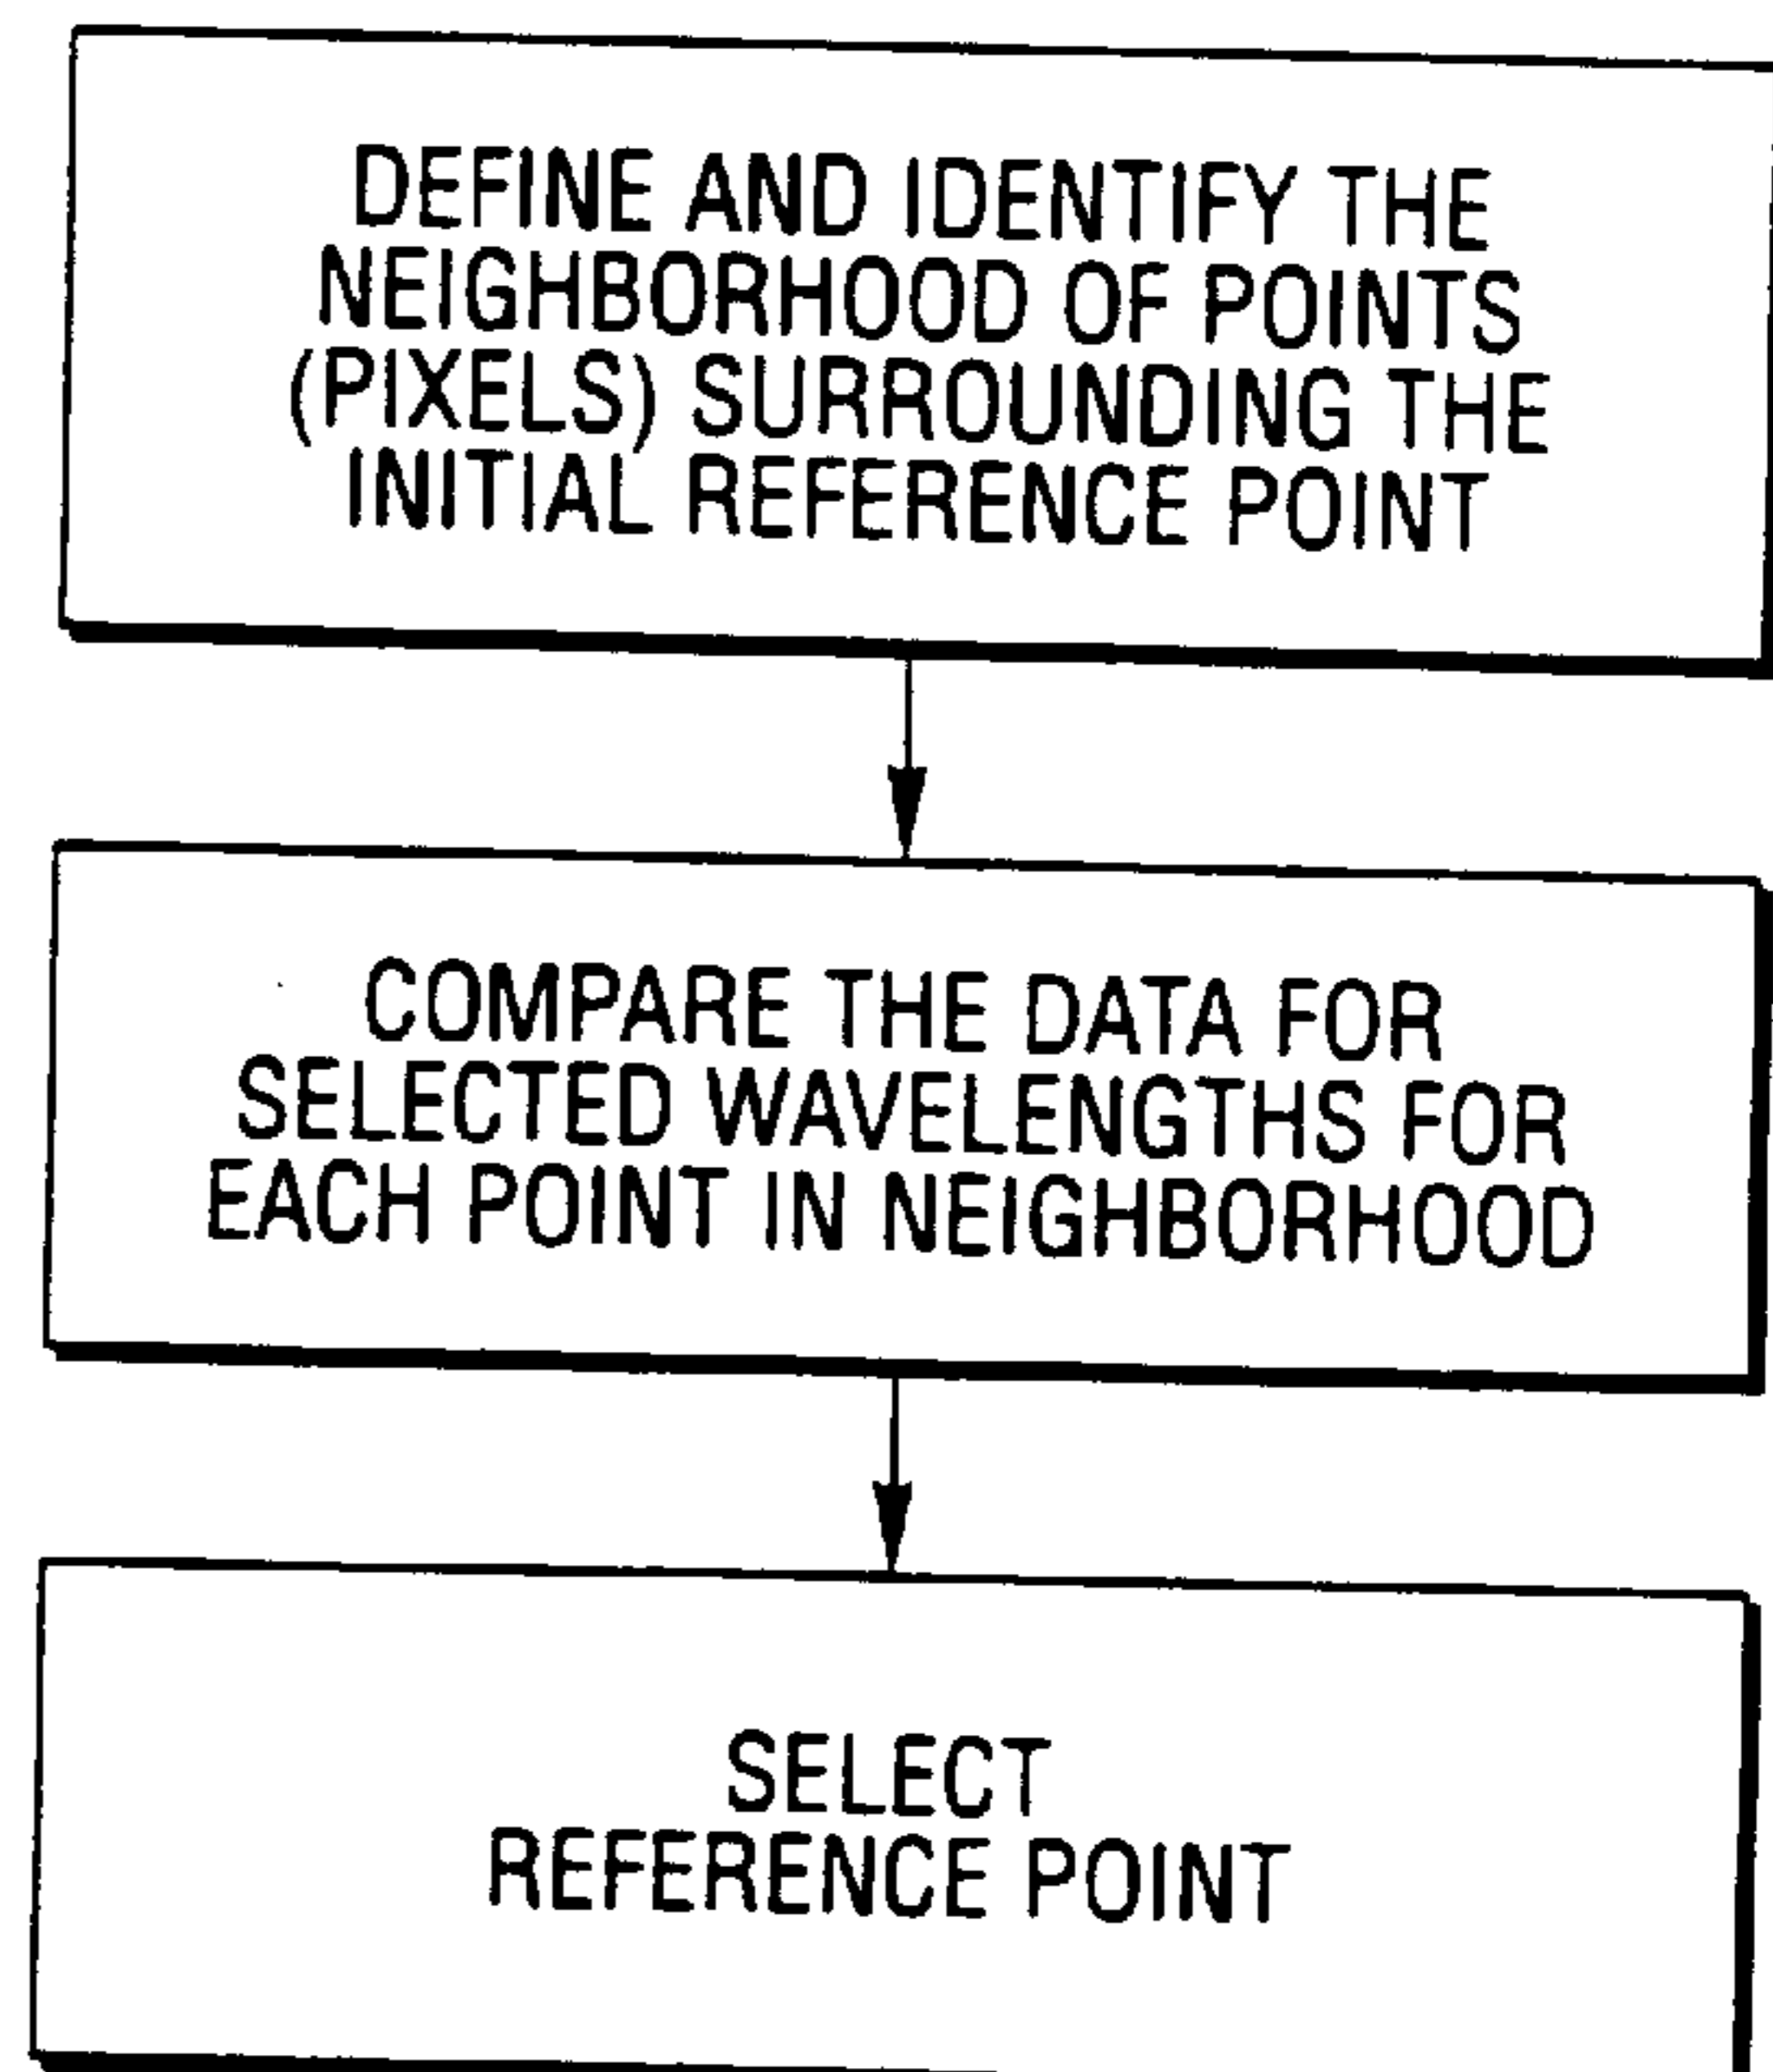 DEFINE AND IDENTIFY THE
NEIGHBORHOOD OF POINTS
(PIXELS) SURROUNDING THE
INITIAL REFERENCE POINT
COMPARE THE DATA FOR
SELECTED WAVELENGTHS FOR
EACH POINT IN NEIGHBORHOOD
SELECT
REFERENCE POINT